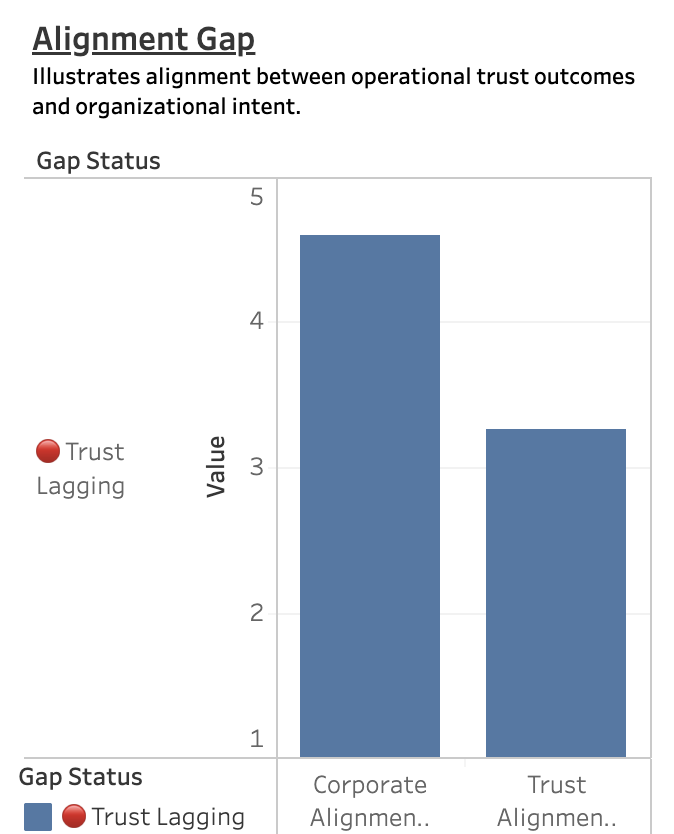 Alignment Gap
Illustrates alignment between operational trust outcomes
and organizational intent.
Gap Status
5
4
🔴 Trust
Lagging
Value
3
2
1
Corporate
Alignmen..
Trust
Alignmen..
Gap Status
🔴 Trust Lagging